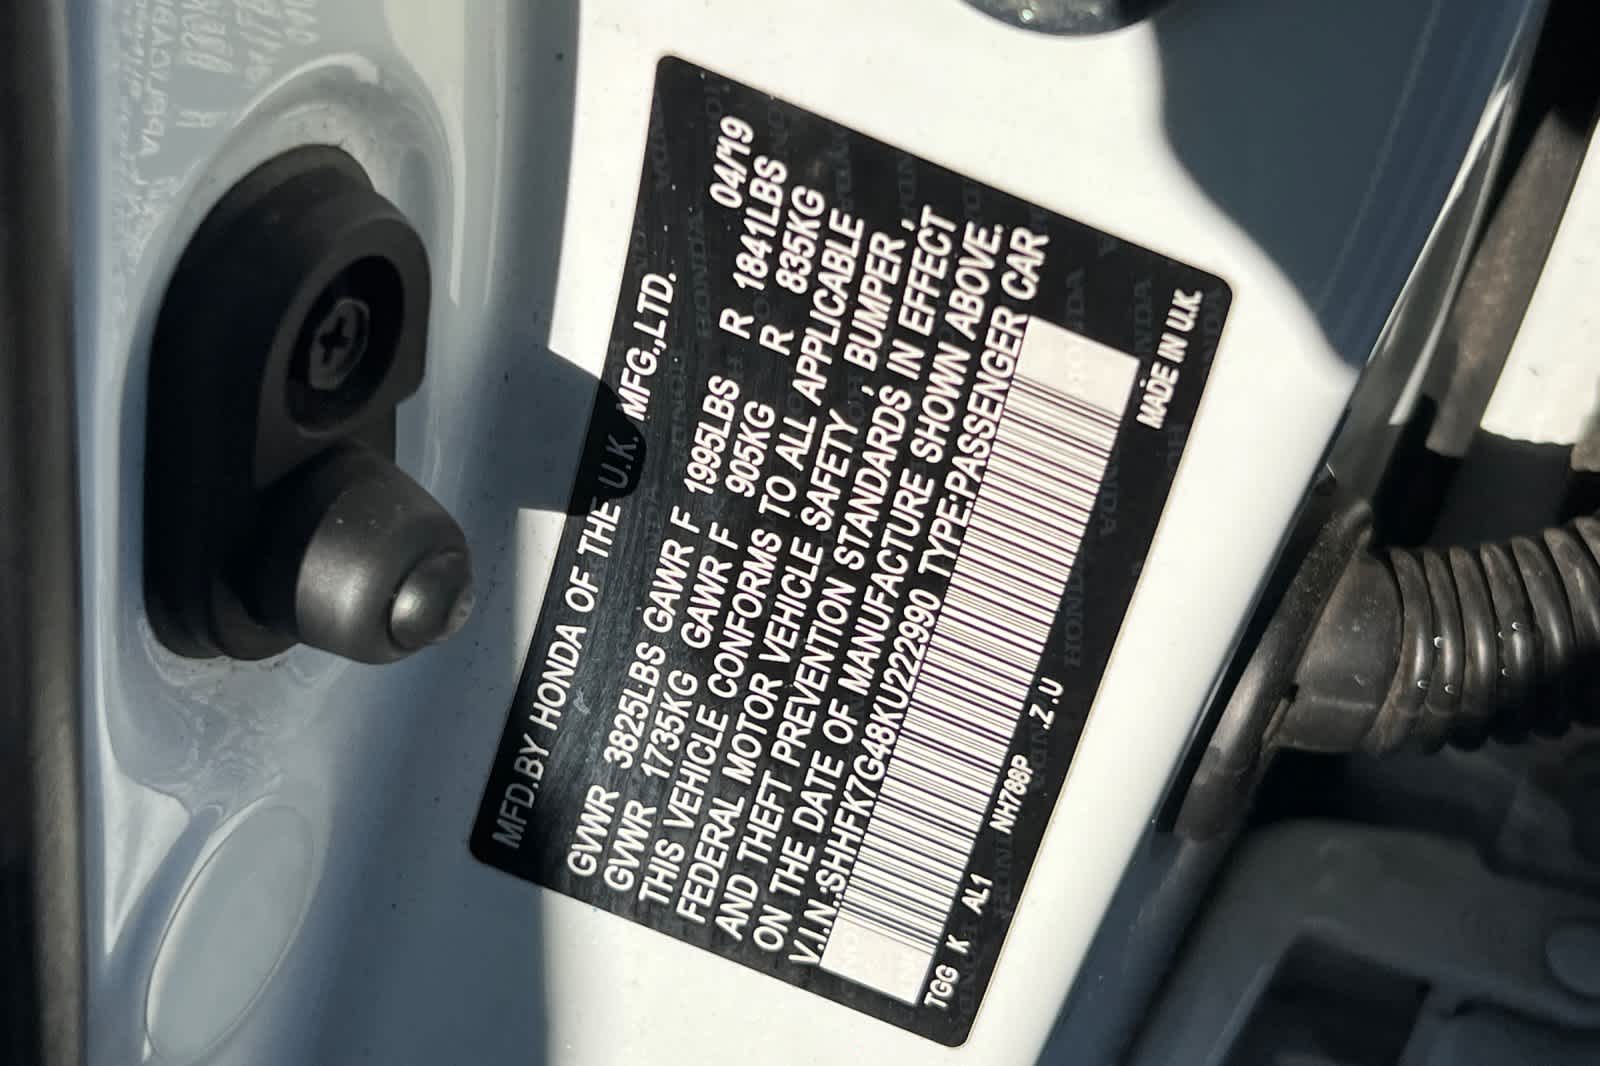 MFD.BY HONDA OF THE U.K. MFG.,LTD. 04/'19
GVWR 3825LBS GAWR F 1995LBS R 1841LBS
GVWR 1735KG GAWR F 905KG R 835KG
THIS VEHICLE CONFORMS TO ALL APPLICABLE
FEDERAL MOTOR VEHICLE SAFETY , BUMPER ,
AND THEFT PREVENTION STANDARDS IN EFFECT
ON THE DATE OF MANUFACTURE SHOWN ABOVE.
V.I.N.:SHHFK7G48KU222990 TYPE:PASSENGER CAR
TGG K AL1 NH788P .Z.U MADE IN U.K.